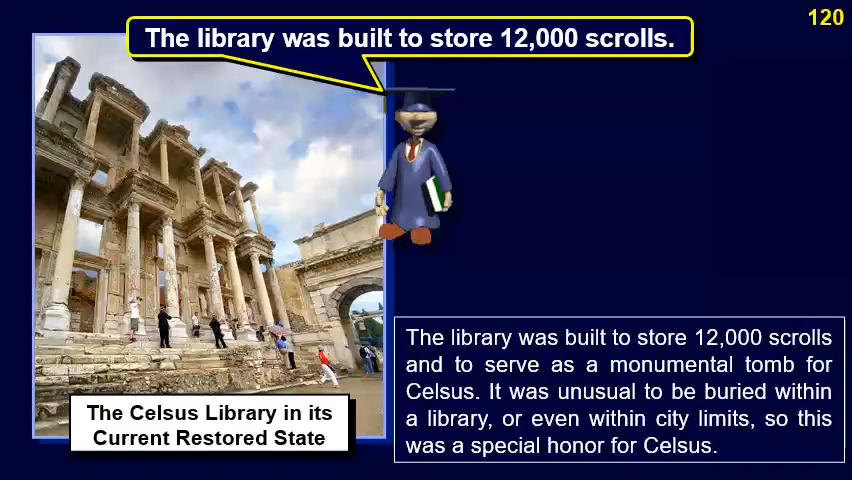 120
The library was built to store 12,000 scrolls.
The library was built to store 12,000 scrolls
and to serve as a monumental tomb for
Celsus. It was unusual to be buried within
a library, or even within city limits, so this
was a special honor for Celsus.
The Celsus Library in its
Current Restored State